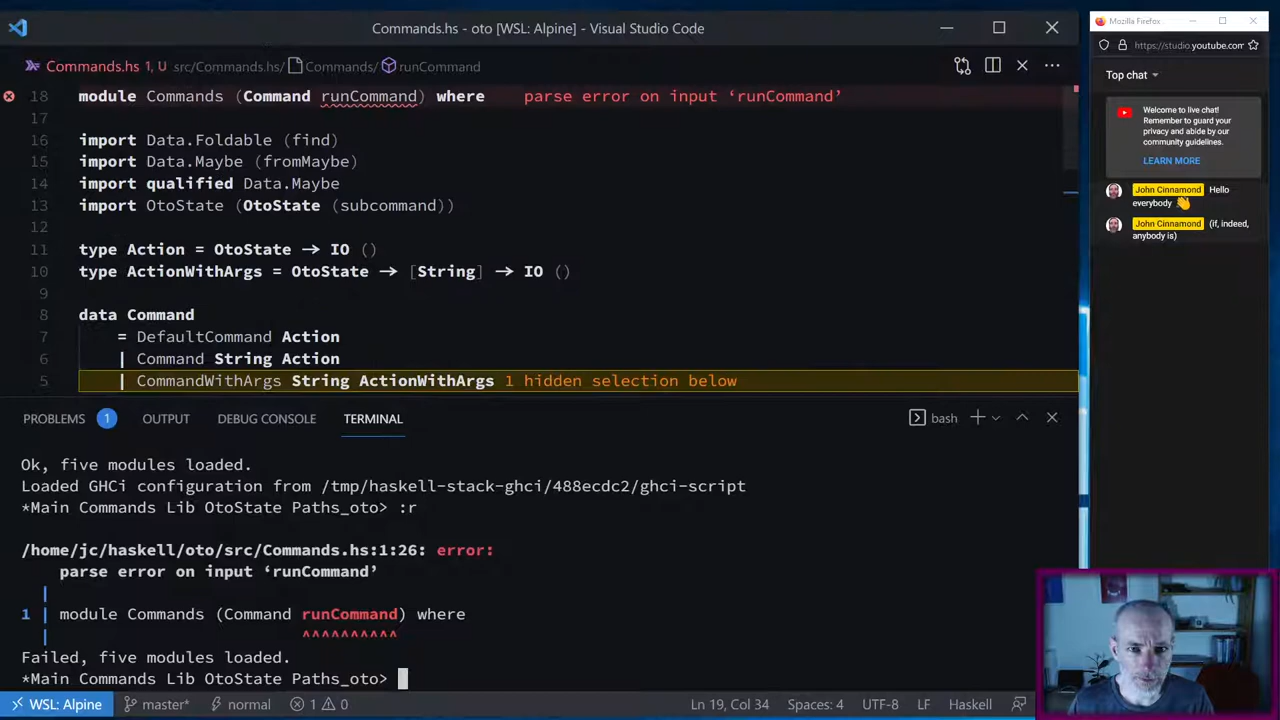 Commands.hs - oto [WSL: Alpine] - Visual Studio Code
Commands.hs 1, U src/Commands.hs/ Commands/ runCommand
18 module Commands (Command runCommand) where parse error on input ‘runCommand’
17
16 import Data.Foldable (find)
15 import Data.Maybe (fromMaybe)
14 import qualified Data.Maybe
13 import OtoState (OtoState (subcommand))
12
11 type Action = OtoState → IO ()
10 type ActionWithArgs = OtoState → [String] → IO ()
9
8 data Command
7 = DefaultCommand Action
6 | Command String Action
5 | CommandWithArgs String ActionWithArgs 1 hidden selection below
PROBLEMS 1 OUTPUT DEBUG CONSOLE TERMINAL bash
Ok, five modules loaded.
Loaded GHCi configuration from /tmp/haskell-stack-ghci/488ecdc2/ghci-script
*Main Commands Lib OtoState Paths_oto> :r
/home/jc/haskell/oto/src/Commands.hs:1:26: error:
parse error on input ‘runCommand’
|
1 | module Commands (Command runCommand) where
| ^^^^^^^^^^
Failed, five modules loaded.
*Main Commands Lib OtoState Paths_oto>
WSL: Alpine master* normal 1 0 Ln 19, Col 34 Spaces: 4 UTF-8 LF Haskell
Mozilla Firefox
https://studio.youtube.com
Top chat
Welcome to live chat!
Remember to guard your
privacy and abide by our
community guidelines.
LEARN MORE
John Cinnamond Hello
everybody 👋
John Cinnamond (if, indeed,
anybody is)